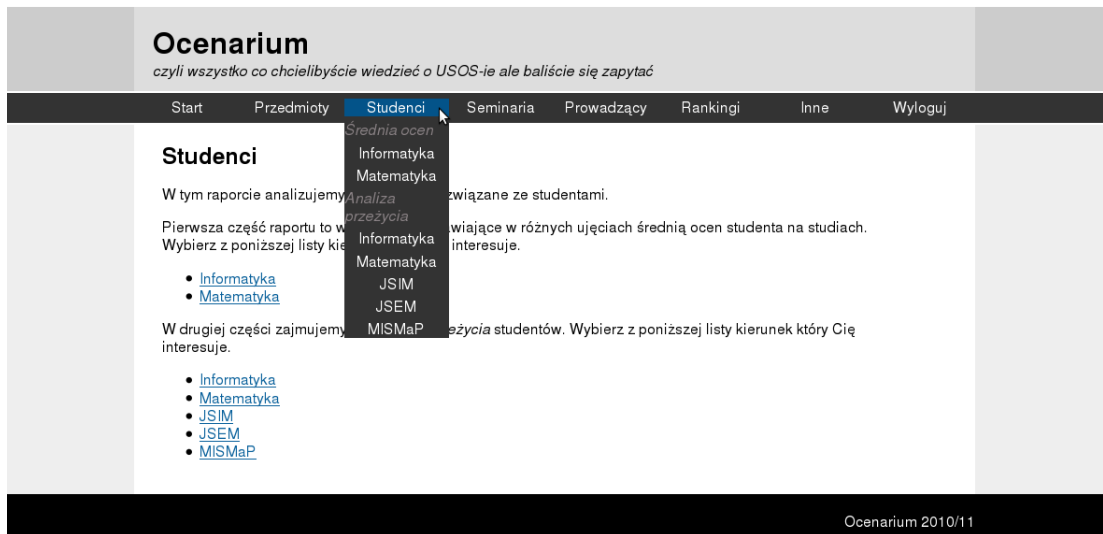 Ocenarium
czyli wszystko co chcielibyście wiedzieć o USOS-ie ale baliście się zapytać
Start Przedmioty Studenci Seminaria Prowadzący Rankingi Inne Wyloguj
Średnia ocen
Informatyka
Matematyka
Analiza
przeżycia
Informatyka
Matematyka
JSIM
JSEM
MISMaP
Studenci
W tym raporcie analizujemy związane ze studentami.
Pierwsza część raportu to w wiające w różnych ujęciach średnią ocen studenta na studiach.
Wybierz z poniższej listy kie interesuje.
Informatyka
Matematyka
W drugiej części zajmujemy eżycia studentów. Wybierz z poniższej listy kierunek który Cię
interesuje.
Informatyka
Matematyka
JSIM
JSEM
MISMaP
Ocenarium 2010/11